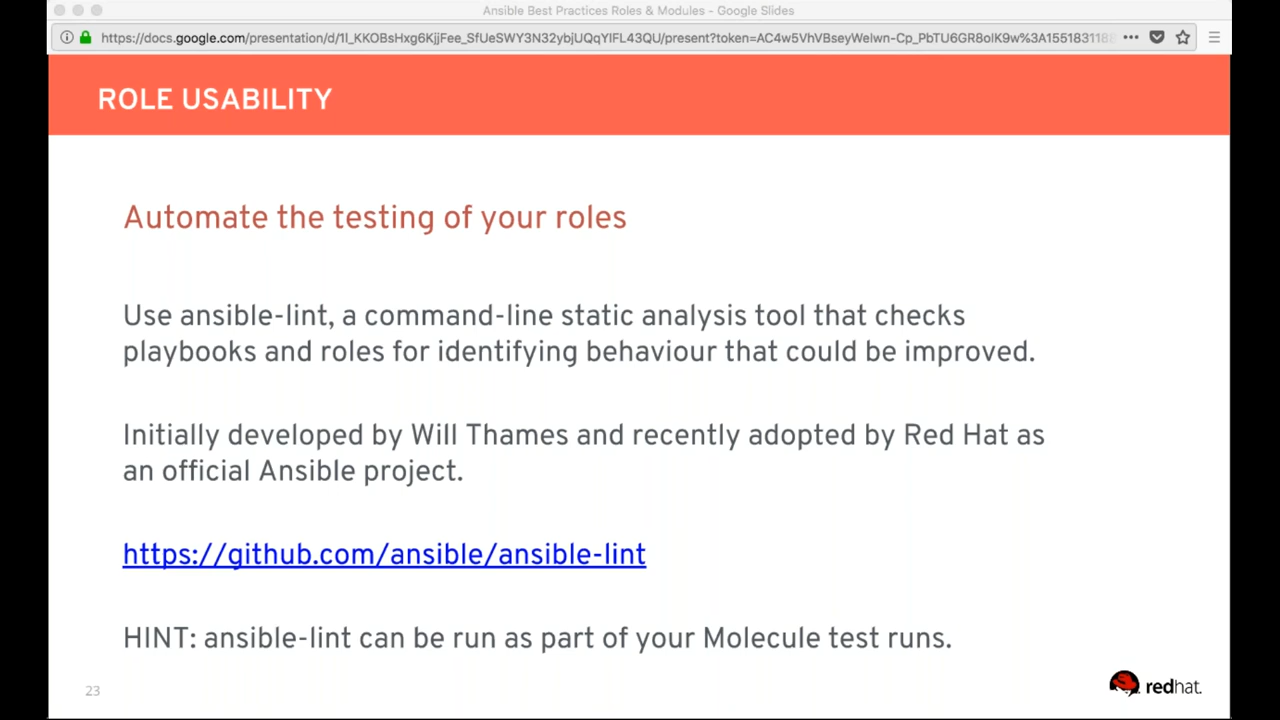 Ansible Best Practices Roles & Modules - Google Slides
ROLE USABILITY
Automate the testing of your roles
Use ansible-lint, a command-line static analysis tool that checks
playbooks and roles for identifying behaviour that could be improved.
Initially developed by Will Thames and recently adopted by Red Hat as
an official Ansible project.
https://github.com/ansible/ansible-lint
HINT: ansible-lint can be run as part of your Molecule test runs.
23
redhat.